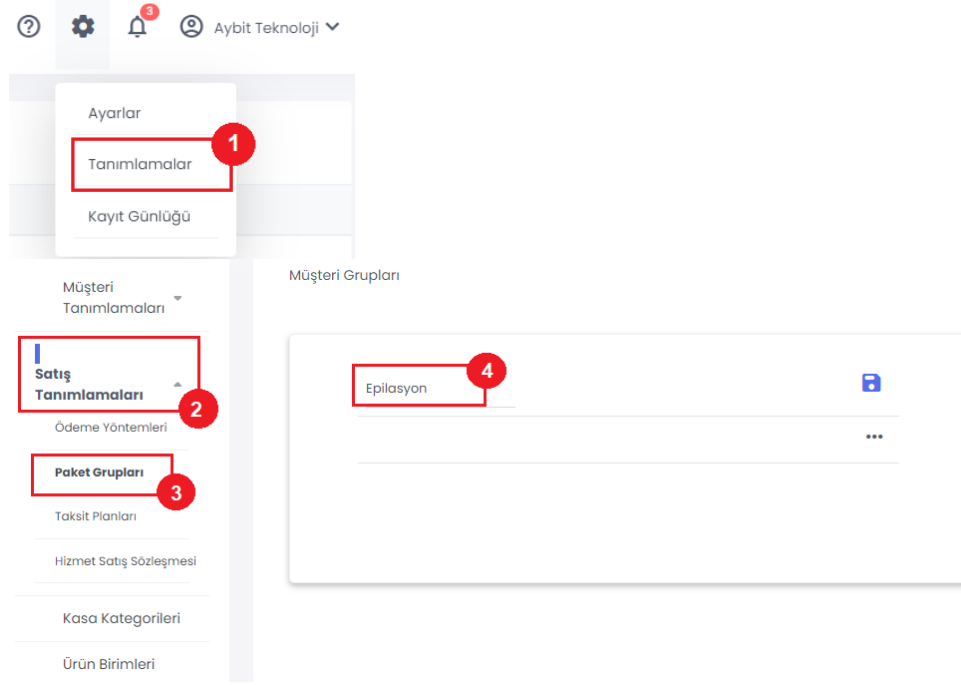 3
Aybit Teknoloji
Ayarlar
1
Tanımlamalar
Kayıt Günlüğü
Müşteri
Tanımlamaları
Satış
Tanımlamaları
2
Ödeme Yöntemleri
Paket Grupları
3
Taksit Planları
Hizmet Satış Sözleşmesi
Kasa Kategorileri
Ürün Birimleri
Müşteri Grupları
4
Epilasyon